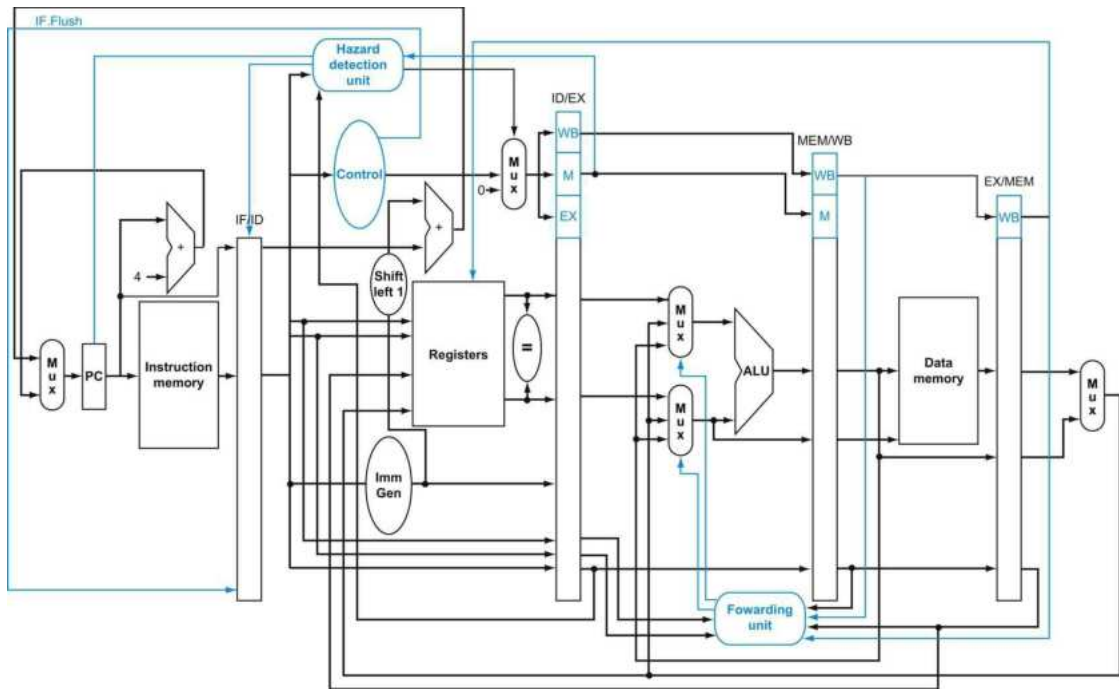 IF.Flush
Hazard
detection
unit
ID/EX
WB
MEM/WB
Control
M
u
x
0
M
WB
EX/MEM
EX
M
WB
IF/ID
+
+
4
Shift
left 1
M
u
x
PC
Instruction
memory
Registers
=
M
u
x
M
u
x
ALU
Data
memory
M
u
x
Imm
Gen
Fowarding
unit